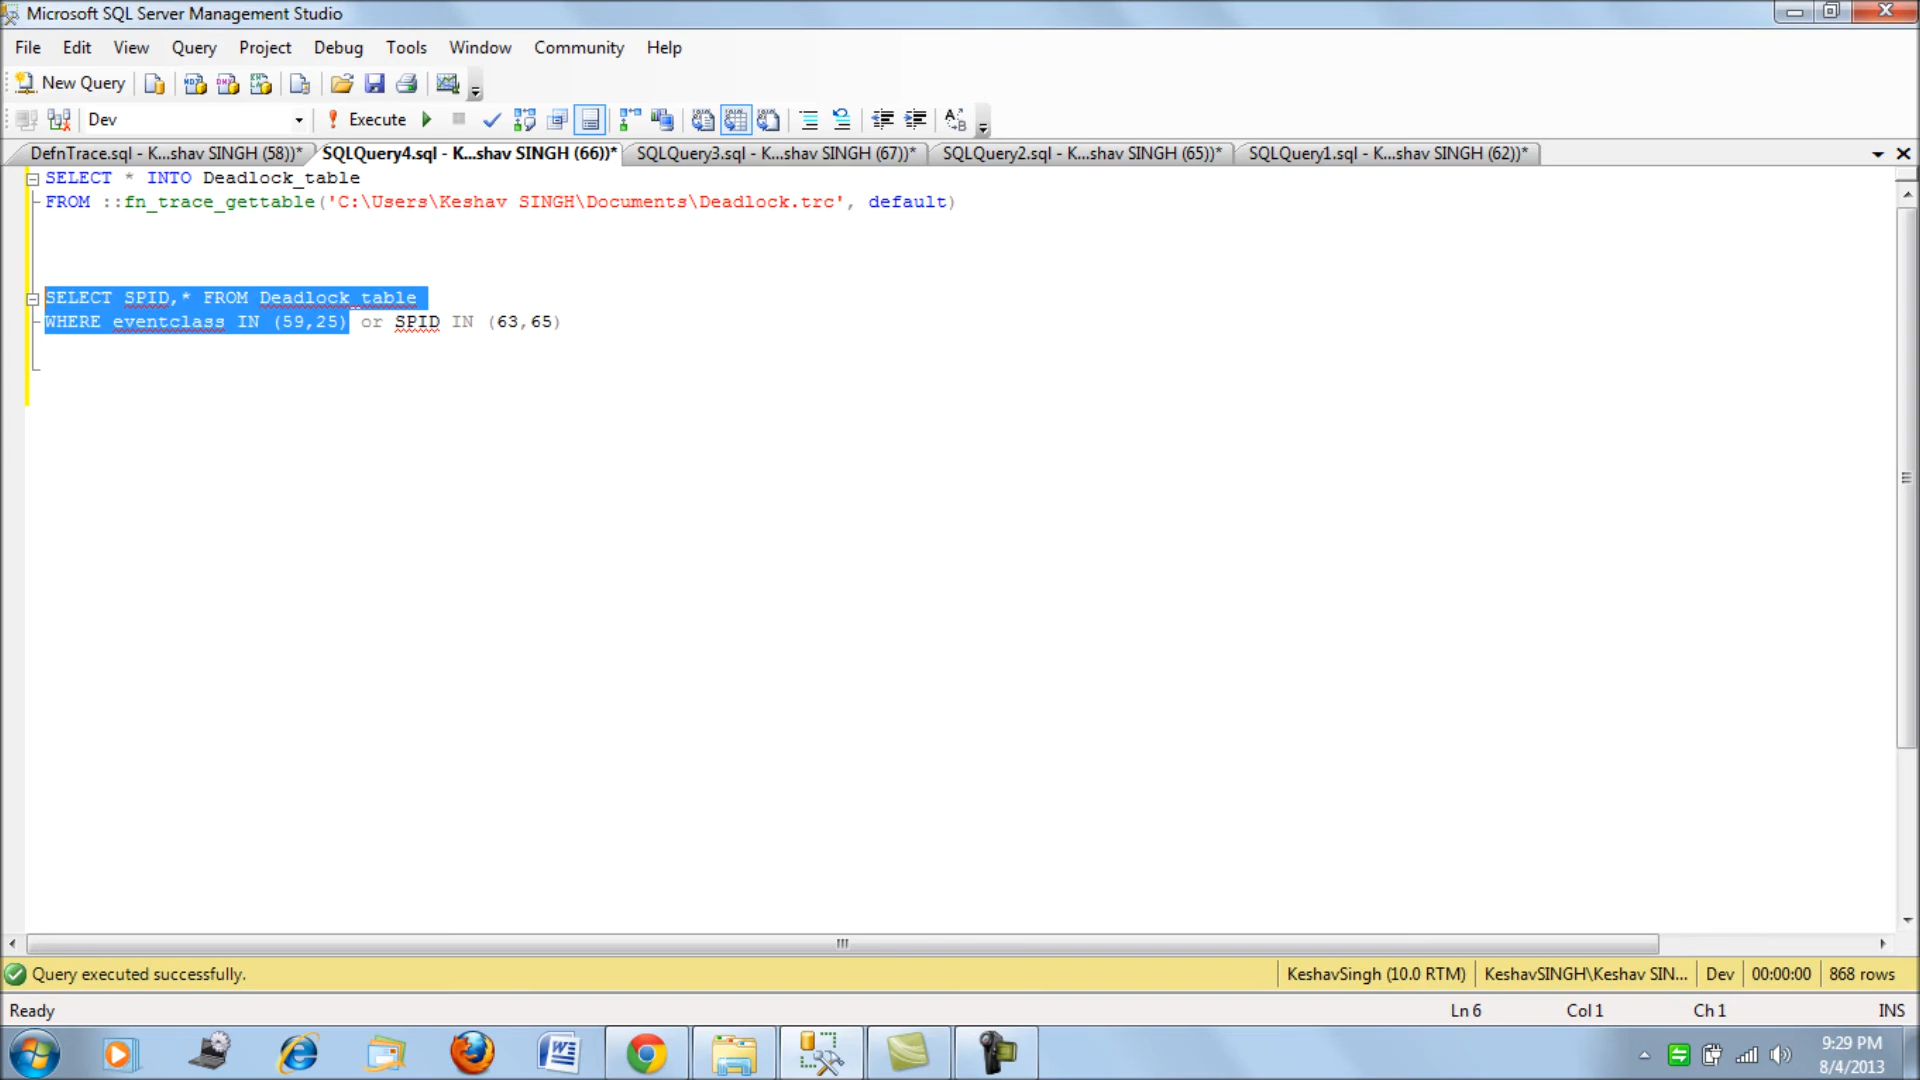 Microsoft SQL Server Management Studio
File Edit View Query Project Debug Tools Window Community Help
New Query
Dev Execute
DefnTrace.sql - K...shav SINGH (58))* SQLQuery4.sql - K...shav SINGH (66))* SQLQuery3.sql - K...shav SINGH (67))* SQLQuery2.sql - K...shav SINGH (65))* SQLQuery1.sql - K...shav SINGH (62))*
SELECT * INTO Deadlock_table
FROM ::fn_trace_gettable('C:\Users\Keshav SINGH\Documents\Deadlock.trc', default)
SELECT SPID,* FROM Deadlock_table
WHERE eventclass IN (59,25) or SPID IN (63,65)
Query executed successfully. KeshavSingh (10.0 RTM) KeshavSINGH\Keshav SIN... Dev 00:00:00 868 rows
Ready Ln 6 Col 1 Ch 1 INS
9:29 PM
8/4/2013